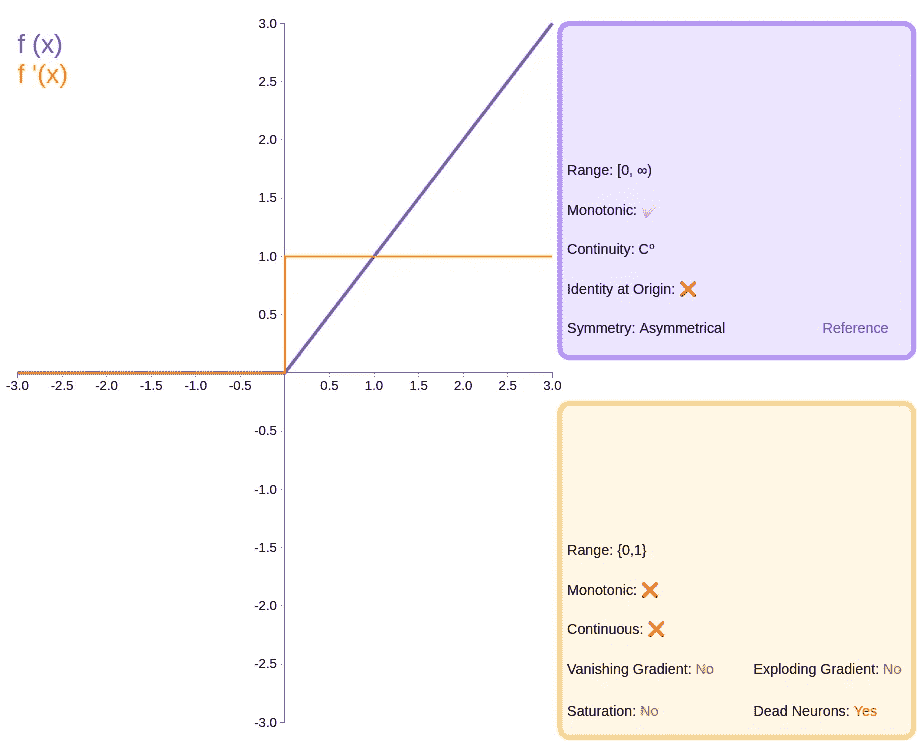 f (x)
f '(x)
3.0
2.5
2.0
1.5
1.0
0.5
-3.0 -2.5 -2.0 -1.5 -1.0 -0.5 0.5 1.0 1.5 2.0 2.5 3.0
-0.5
-1.0
-1.5
-2.0
-2.5
-3.0
Range: [0, ∞)
Monotonic: ✓
Continuity: C⁰
Identity at Origin: ✕
Symmetry: Asymmetrical Reference
Range: {0,1}
Monotonic: ✕
Continuous: ✕
Vanishing Gradient: No Exploding Gradient: No
Saturation: No Dead Neurons: Yes